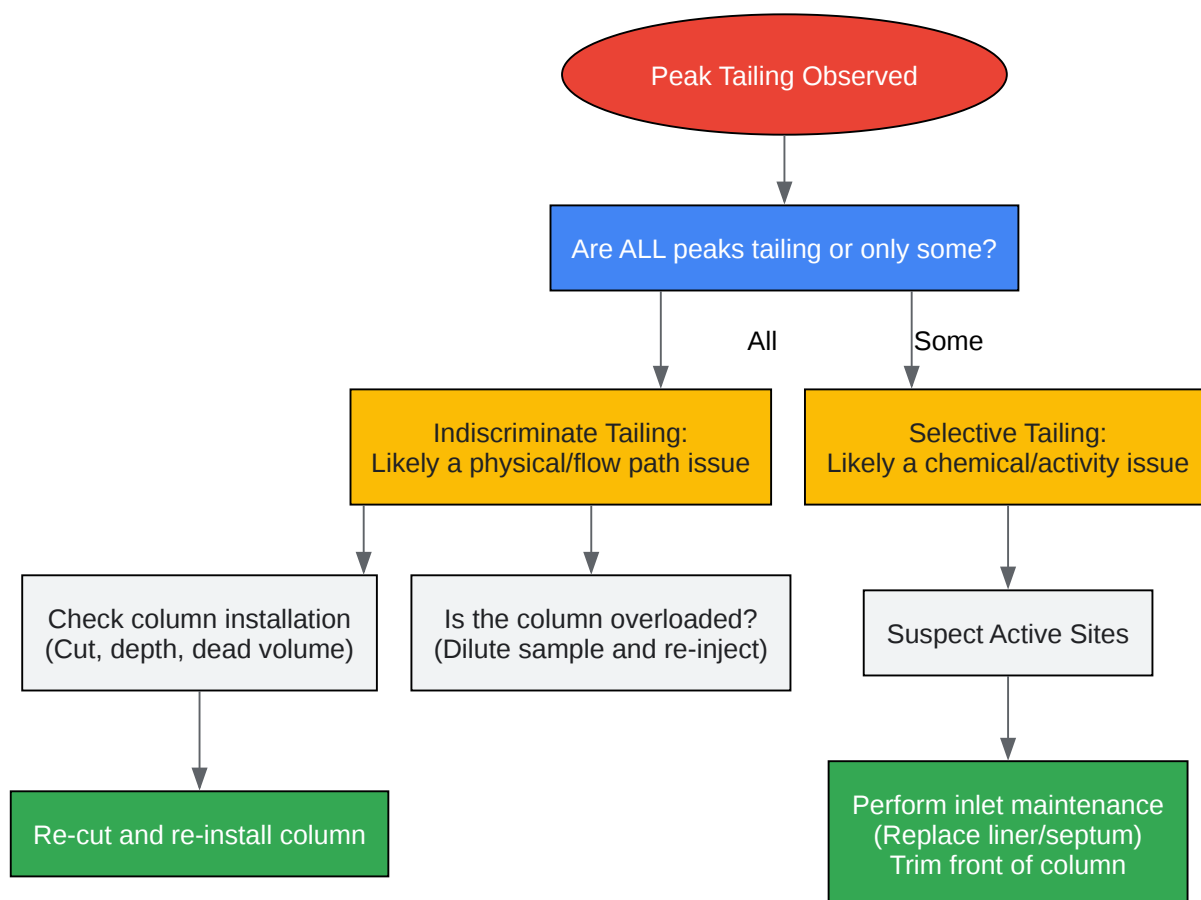 Peak Tailing Observed
Are ALL peaks tailing or only some?
All
Some
Indiscriminate Tailing:
Likely a physical/flow path issue
Selective Tailing:
Likely a chemical/activity issue
Check column installation
(Cut, depth, dead volume)
Is the column overloaded?
(Dilute sample and re-inject)
Suspect Active Sites
Re-cut and re-install column
Perform inlet maintenance
(Replace liner/septum)
Trim front of column